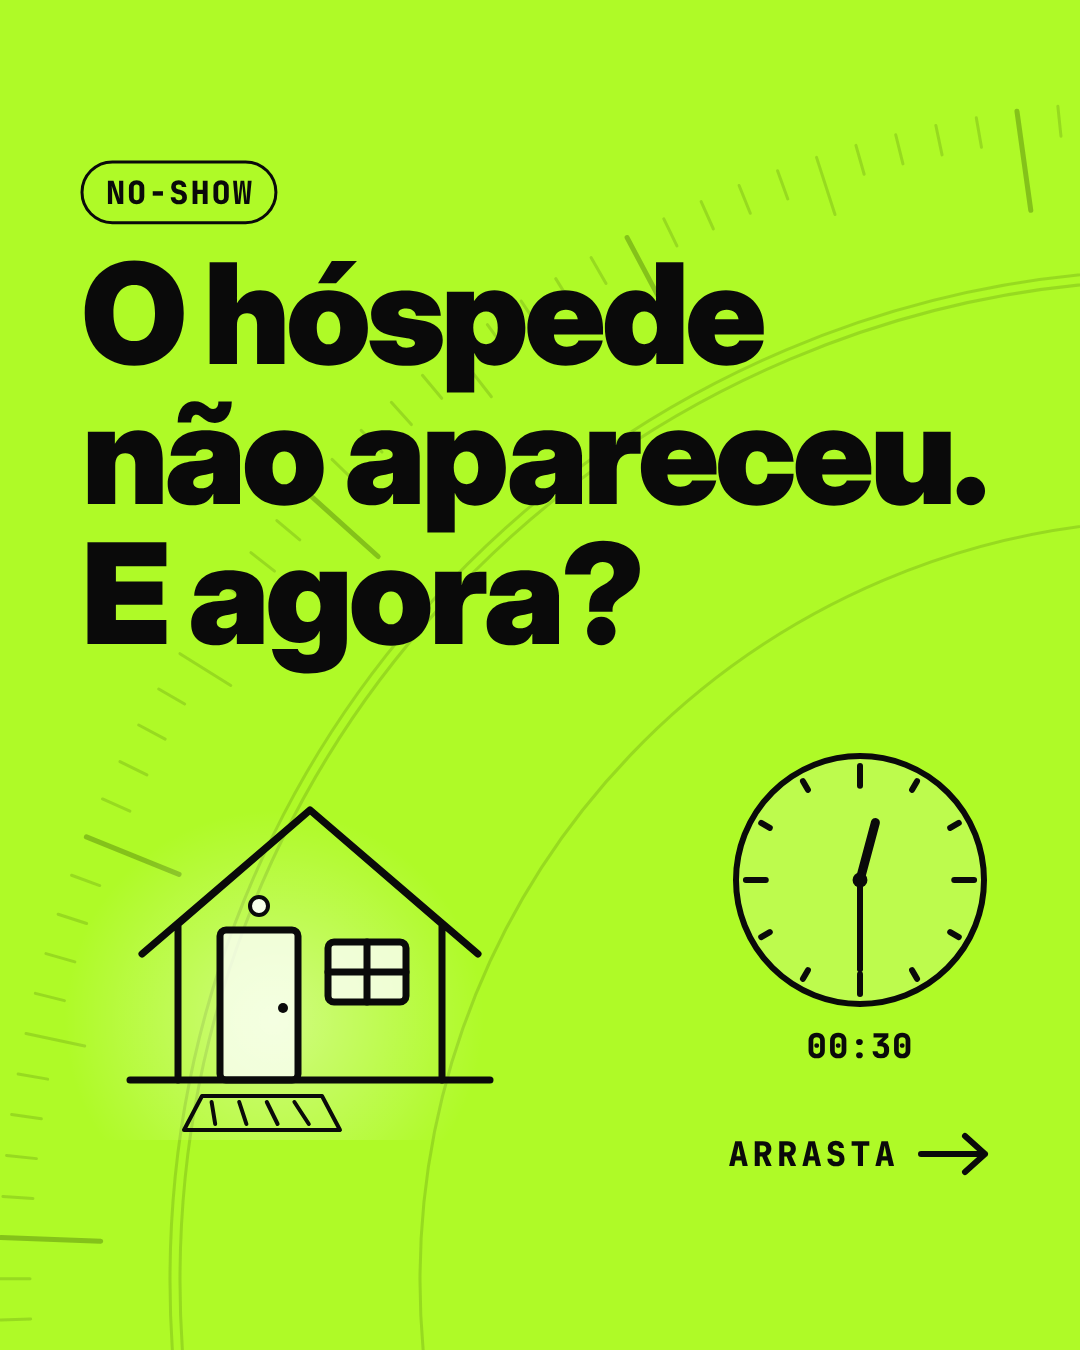 NO-SHOW
O hóspede
não apareceu.
E agora?
00:30
ARRASTA